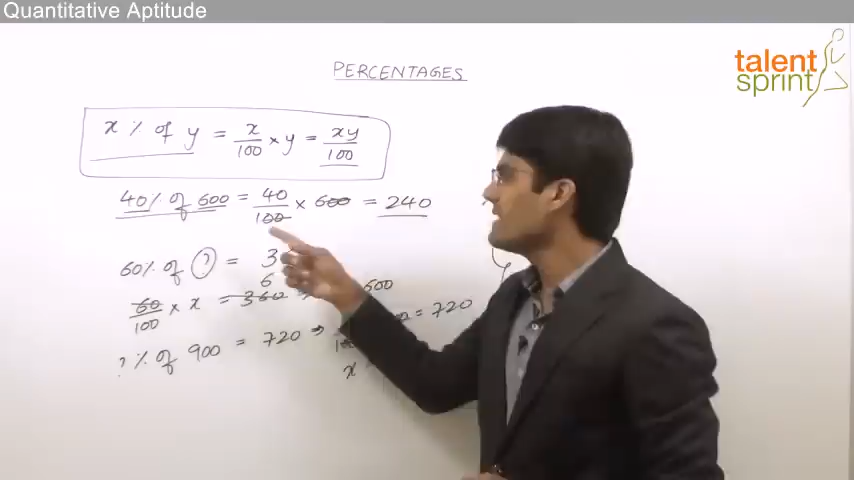 Quantitative Aptitude
talent
sprint
PERCENTAGES
x % of y = x/100 × y = xy/100
40% of 600 = 40/100 × 600 = 240
60% of ? = 3
6
60/100 × x = 360 600
?% of 900 = 720 ⇒ = 720
x